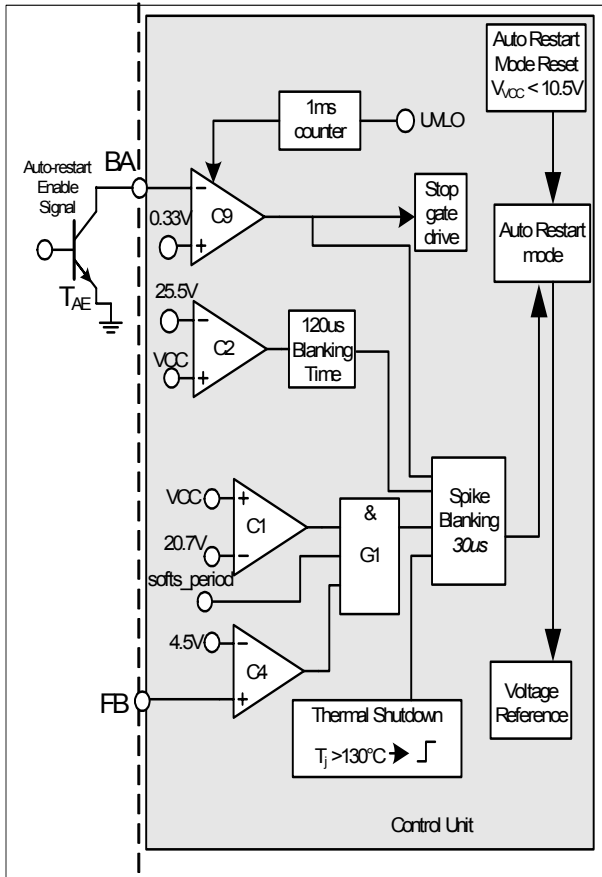 Auto Restart
Mode Reset
VVCC < 10.5V
1ms
counter
UVLO
BA
Auto-restart
Enable
Signal
C9
0.33V
Stop
gate
drive
Auto Restart
mode
TAE
25.5V
C2
VCC
120us
Blanking
Time
VCC
C1
20.7V
softs_period
&
G1
Spike
Blanking
30us
4.5V
C4
FB
Thermal Shutdown
Tj >130°C
Voltage
Reference
Control Unit